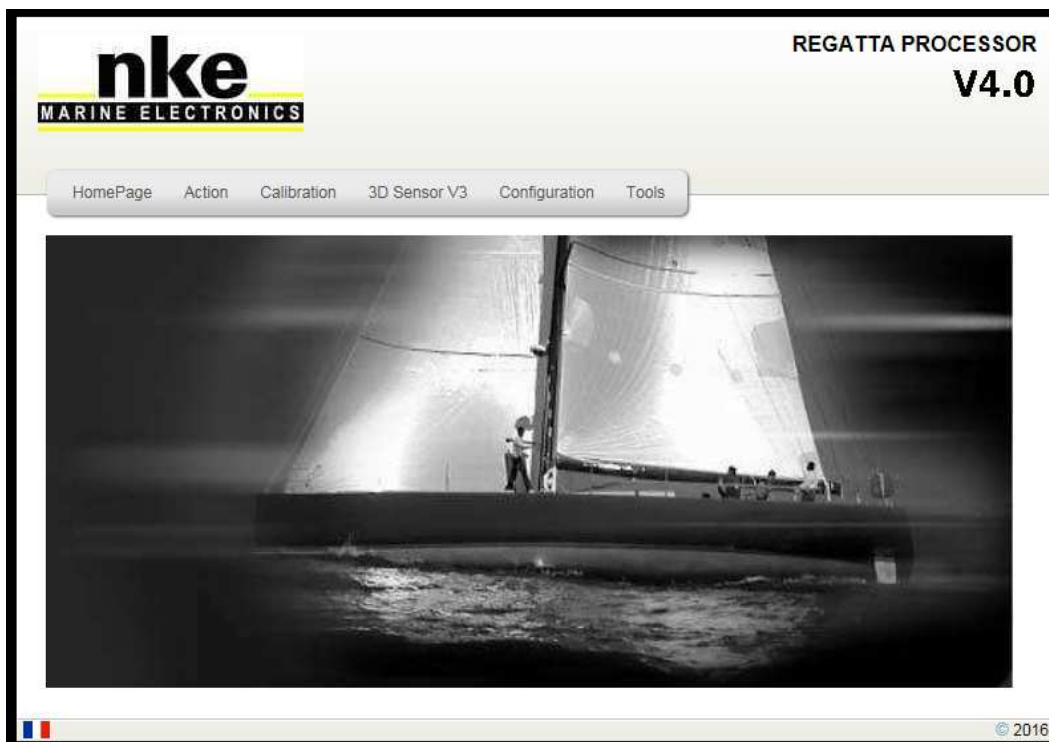 nke
MARINE ELECTRONICS
REGATTA PROCESSOR
V4.0
HomePage Action Calibration 3D Sensor V3 Configuration Tools
© 2016